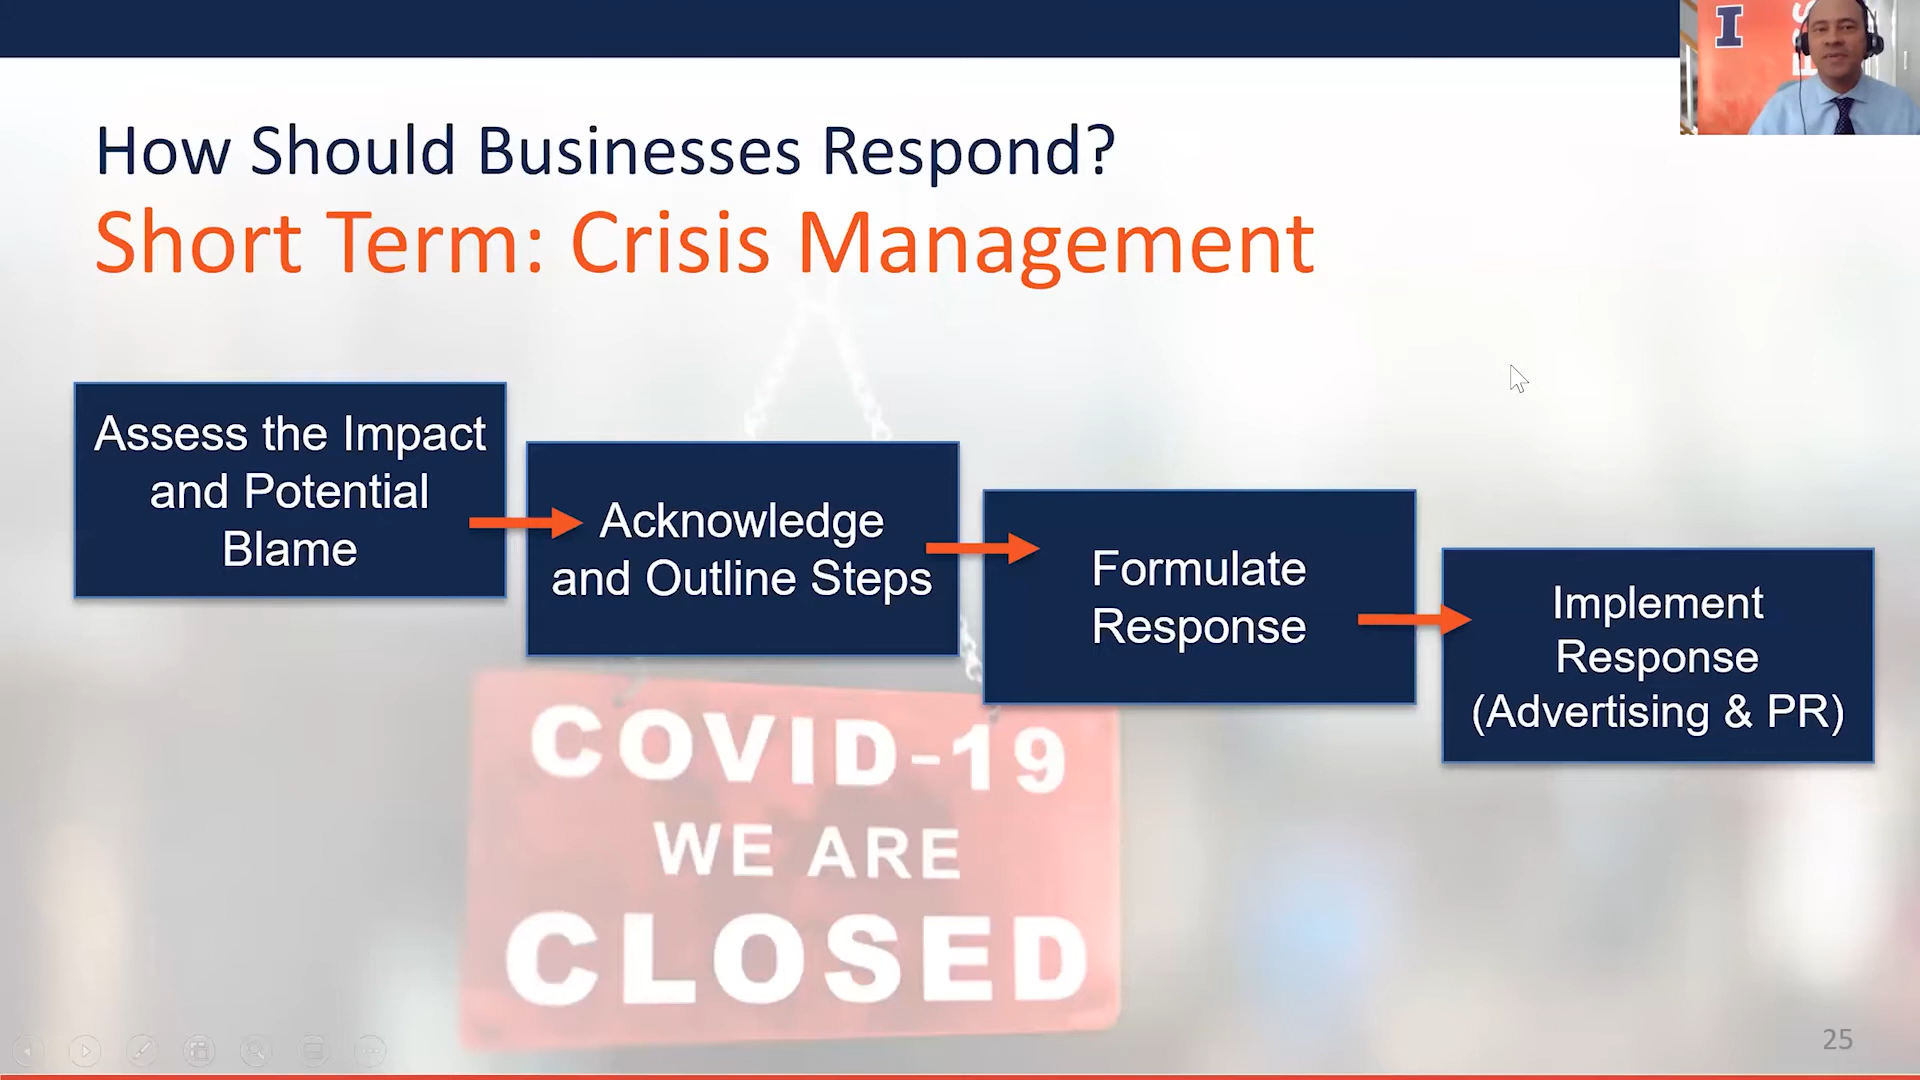 How Should Businesses Respond?
Short Term: Crisis Management
Assess the Impact
and Potential
Blame
Acknowledge
and Outline Steps
Formulate
Response
Implement
Response
(Advertising & PR)
COVID-19
WE ARE
CLOSED
25
I